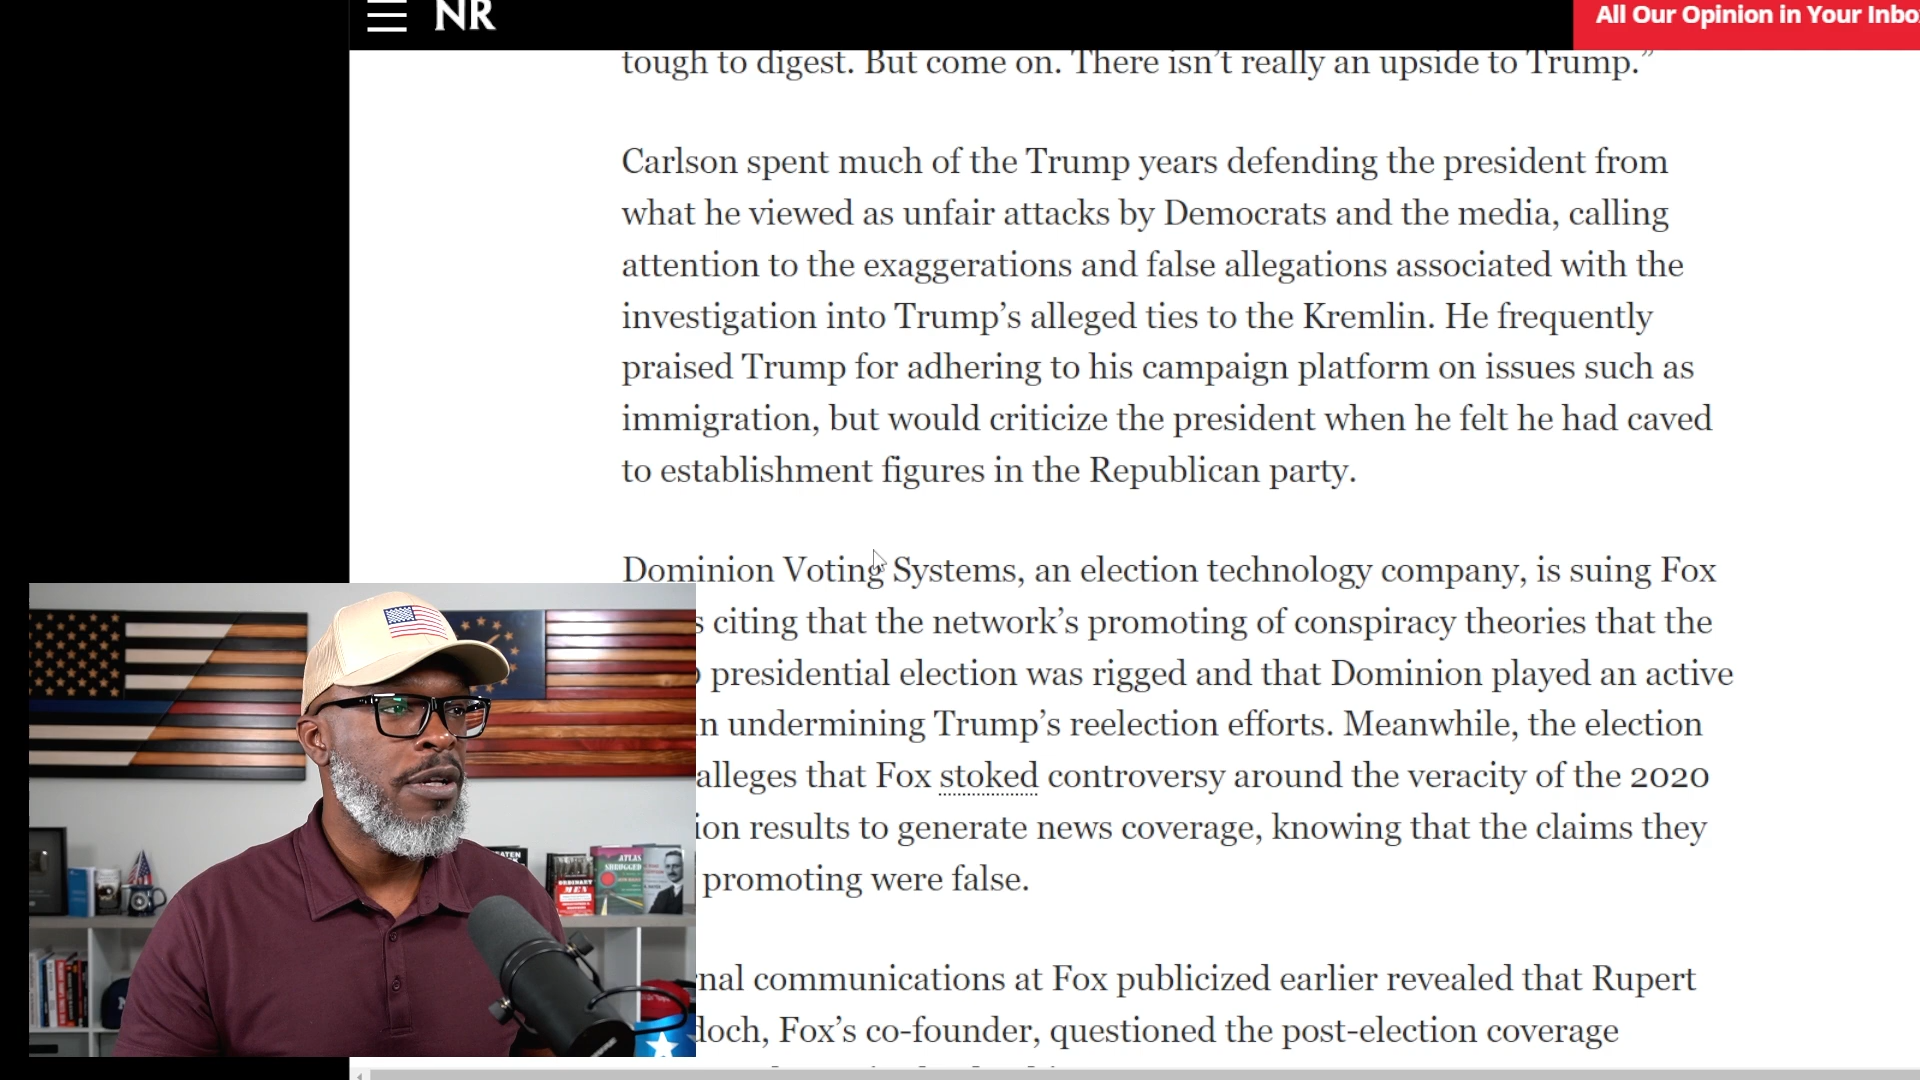 NR
All Our Opinion in Your Inbo
tough to digest. But come on. There isn’t really an upside to Trump.”
Carlson spent much of the Trump years defending the president from
what he viewed as unfair attacks by Democrats and the media, calling
attention to the exaggerations and false allegations associated with the
investigation into Trump’s alleged ties to the Kremlin. He frequently
praised Trump for adhering to his campaign platform on issues such as
immigration, but would criticize the president when he felt he had caved
to establishment figures in the Republican party.
Dominion Voting Systems, an election technology company, is suing Fox
s citing that the network’s promoting of conspiracy theories that the
presidential election was rigged and that Dominion played an active
n undermining Trump’s reelection efforts. Meanwhile, the election
alleges that Fox stoked controversy around the veracity of the 2020
ion results to generate news coverage, knowing that the claims they
promoting were false.
nal communications at Fox publicized earlier revealed that Rupert
doch, Fox’s co-founder, questioned the post-election coverage
ORDINARY
MEN
ATLAS
SHRUGGED